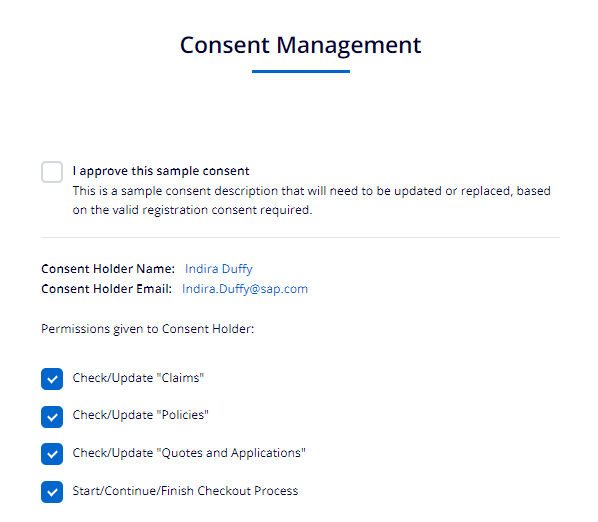 Consent Management
I approve this sample consent
This is a sample consent description that will need to be updated or replaced, based
on the valid registration consent required.
Consent Holder Name: Indira Duffy
Consent Holder Email: Indira.Duffy@sap.com
Permissions given to Consent Holder:
Check/Update "Claims"
Check/Update "Policies"
Check/Update "Quotes and Applications"
Start/Continue/Finish Checkout Process